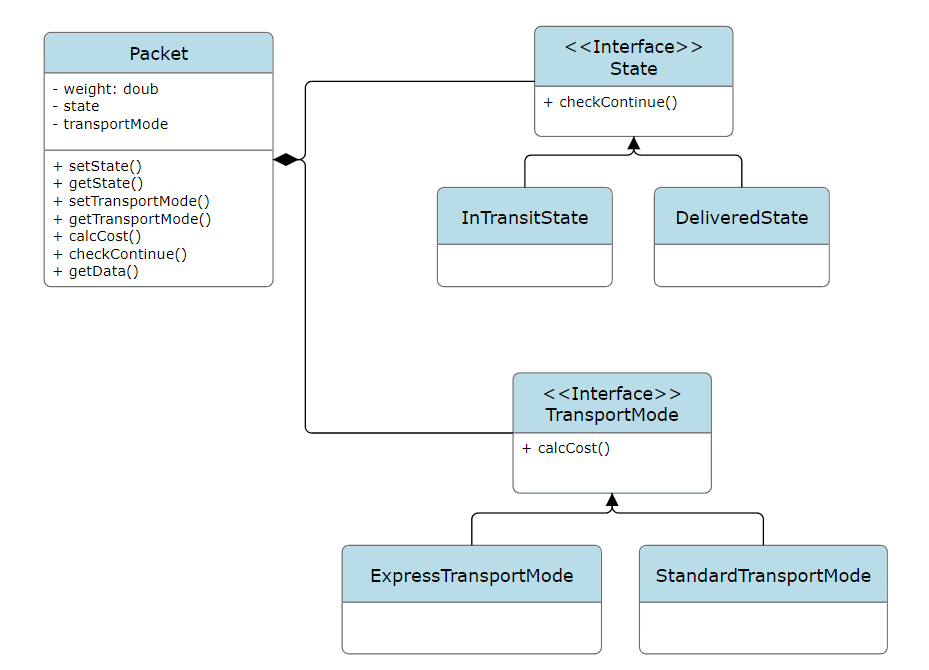 Packet
- weight: doub
- state
- transportMode
+ setState()
+ getState()
+ setTransportMode()
+ getTransportMode()
+ calcCost()
+ checkContinue()
+ getData()
<<Interface>>
State
+ checkContinue()
InTransitState
DeliveredState
<<Interface>>
TransportMode
+ calcCost()
ExpressTransportMode
StandardTransportMode